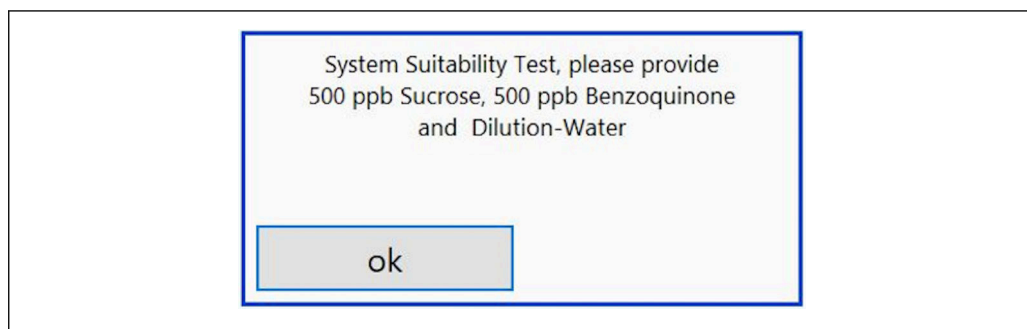 System Suitability Test, please provide
500 ppb Sucrose, 500 ppb Benzoquinone
and  Dilution-Water
ok